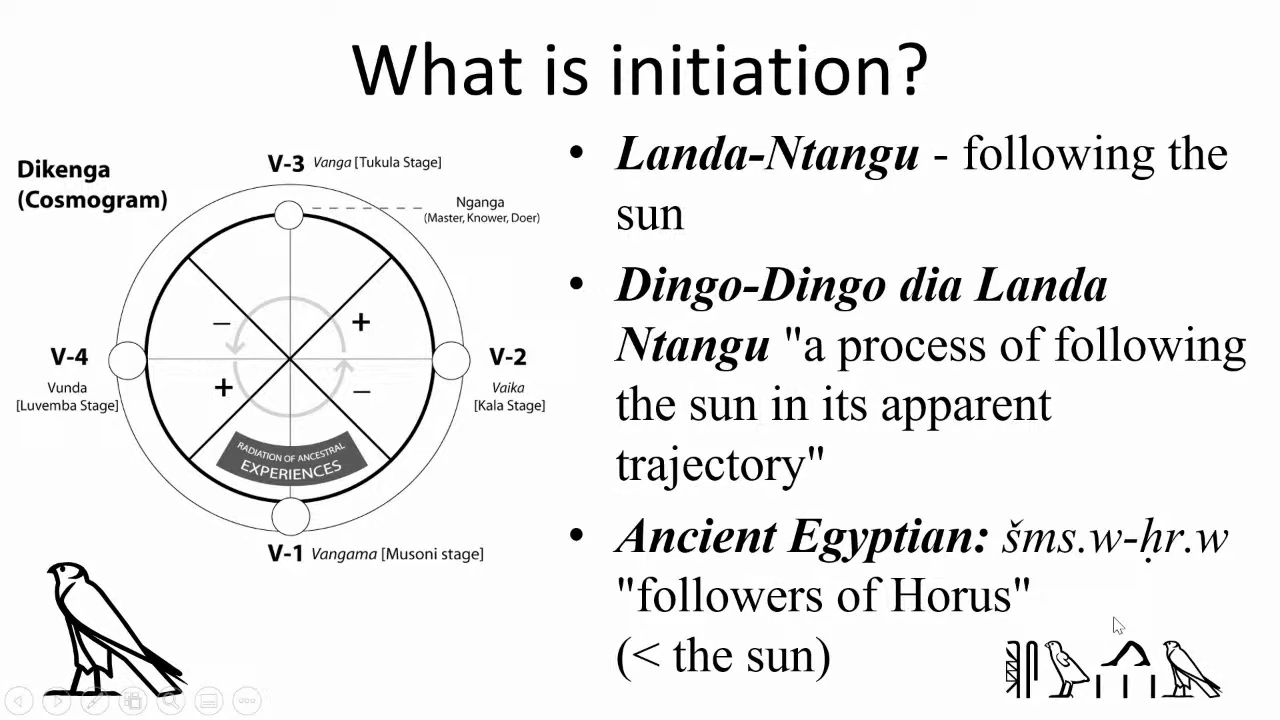 What is initiation?
Dikenga
(Cosmogram)
V-3 Vanga [Tukula Stage]
Nganga
(Master, Knower, Doer)
– +
V-4
Vunda
[Luvemba Stage]
V-2
Vaika
[Kala Stage]
+ –
RADIATION OF ANCESTRAL
EXPERIENCES
V-1 Vangama [Musoni stage]
• Landa-Ntangu - following the
sun
• Dingo-Dingo dia Landa
Ntangu "a process of following
the sun in its apparent
trajectory"
• Ancient Egyptian: šms.w-ḥr.w
"followers of Horus"
(< the sun)